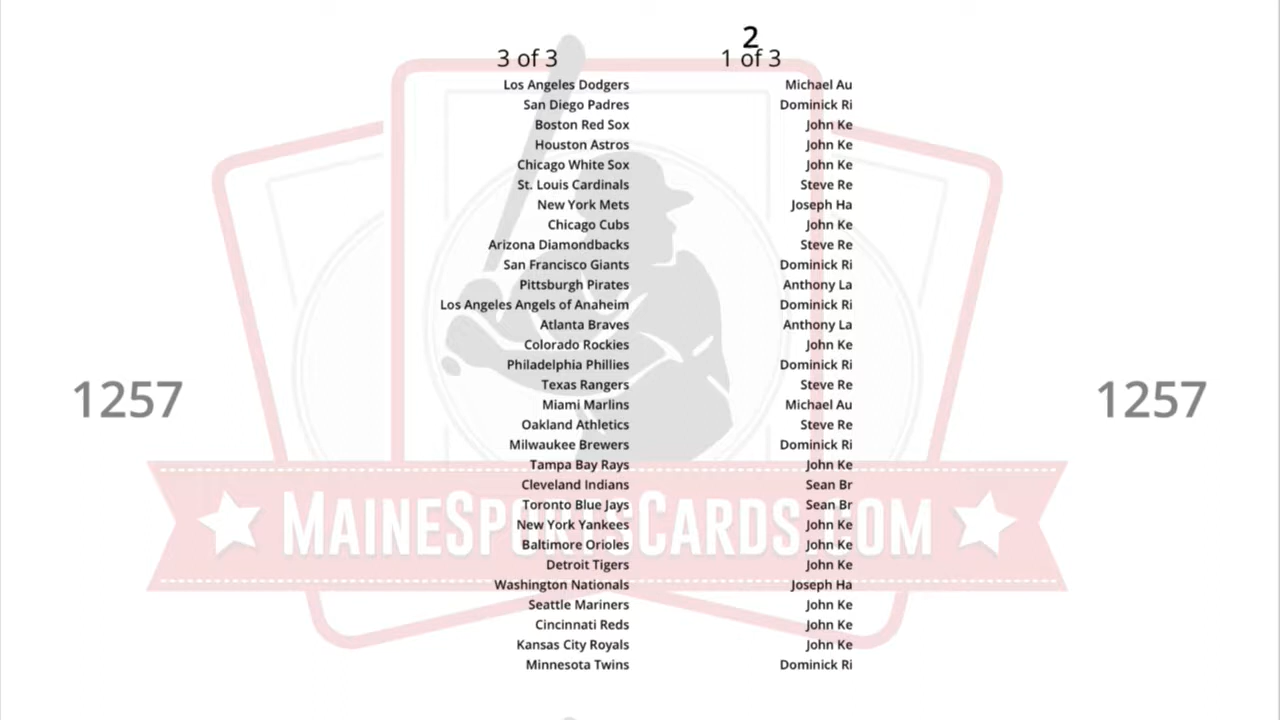 2
3 of 3 1 of 3
Los Angeles Dodgers Michael Au
San Diego Padres Dominick Ri
Boston Red Sox John Ke
Houston Astros John Ke
Chicago White Sox John Ke
St. Louis Cardinals Steve Re
New York Mets Joseph Ha
Chicago Cubs John Ke
Arizona Diamondbacks Steve Re
San Francisco Giants Dominick Ri
Pittsburgh Pirates Anthony La
Los Angeles Angels of Anaheim Dominick Ri
Atlanta Braves Anthony La
Colorado Rockies John Ke
Philadelphia Phillies Dominick Ri
Texas Rangers Steve Re
1257 1257
Miami Marlins Michael Au
Oakland Athletics Steve Re
Milwaukee Brewers Dominick Ri
Tampa Bay Rays John Ke
Cleveland Indians Sean Br
Toronto Blue Jays Sean Br
MAINESPORTSCARDS.COM
New York Yankees John Ke
Baltimore Orioles John Ke
Detroit Tigers John Ke
Washington Nationals Joseph Ha
Seattle Mariners John Ke
Cincinnati Reds John Ke
Kansas City Royals John Ke
Minnesota Twins Dominick Ri